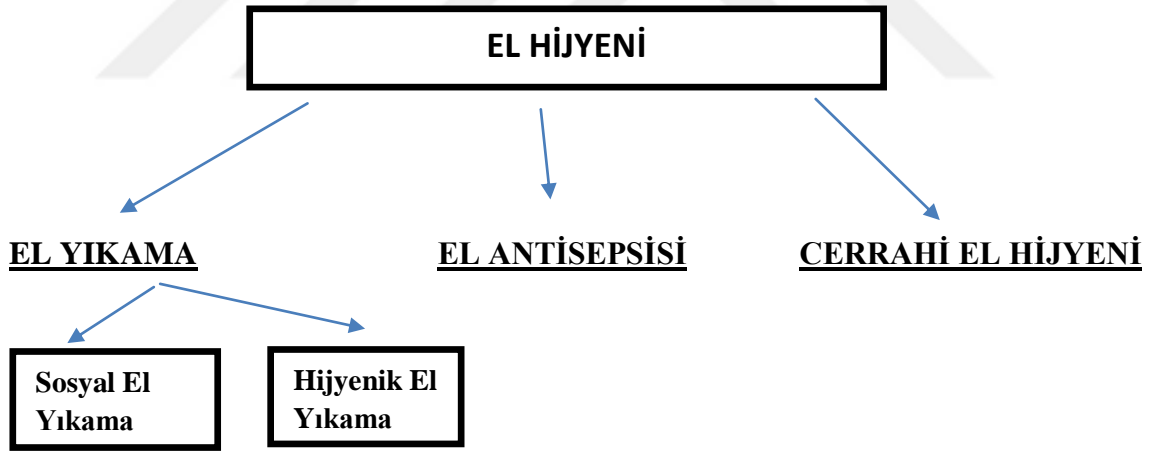 EL HİJYENİ
EL YIKAMA
EL ANTİSEPSİSİ
CERRAHİ EL HİJYENİ
Sosyal El
Yıkama
Hijyenik El
Yıkama